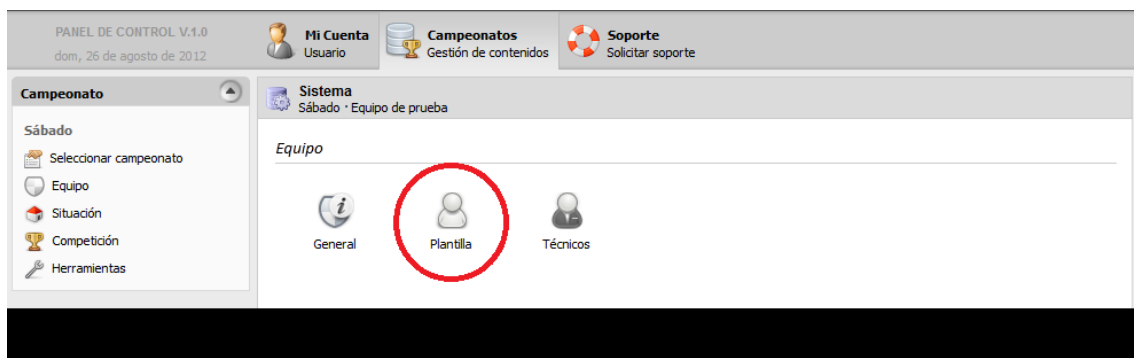 PANEL DE CONTROL V.1.0
dom, 26 de agosto de 2012
Mi Cuenta
Usuario
Campeonatos
Gestión de contenidos
Soporte
Solicitar soporte
Campeonato
Sábado
Seleccionar campeonato
Equipo
Situación
Competición
Herramientas
Sistema
Sábado · Equipo de prueba
Equipo
General
Plantilla
Técnicos